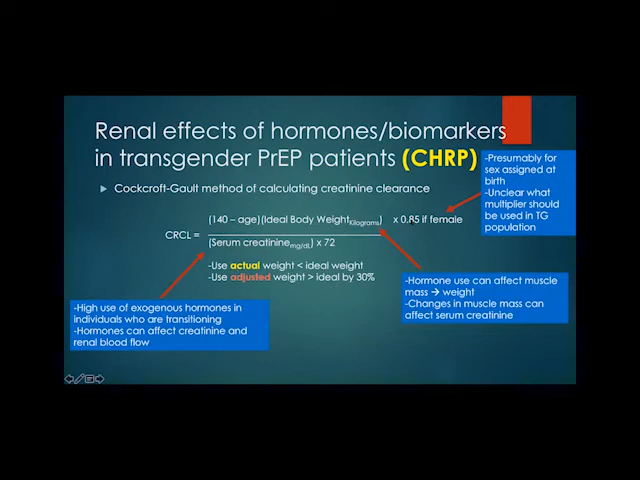 Renal effects of hormones/biomarkers
in transgender PrEP patients (CHRP)
-Presumably for
sex assigned at
birth
-Unclear what
multiplier should
be used in TG
population
Cockcroft-Gault method of calculating creatinine clearance
(140 – age)(Ideal Body Weight Kilograms) x 0.85 if female
CRCL =
(Serum creatinine mg/dL) x 72
-Use actual weight < ideal weight
-Use adjusted weight > ideal by 30%
-Hormone use can affect muscle
mass → weight
-Changes in muscle mass can
affect serum creatinine
-High use of exogenous hormones in
individuals who are transitioning
-Hormones can affect creatinine and
renal blood flow